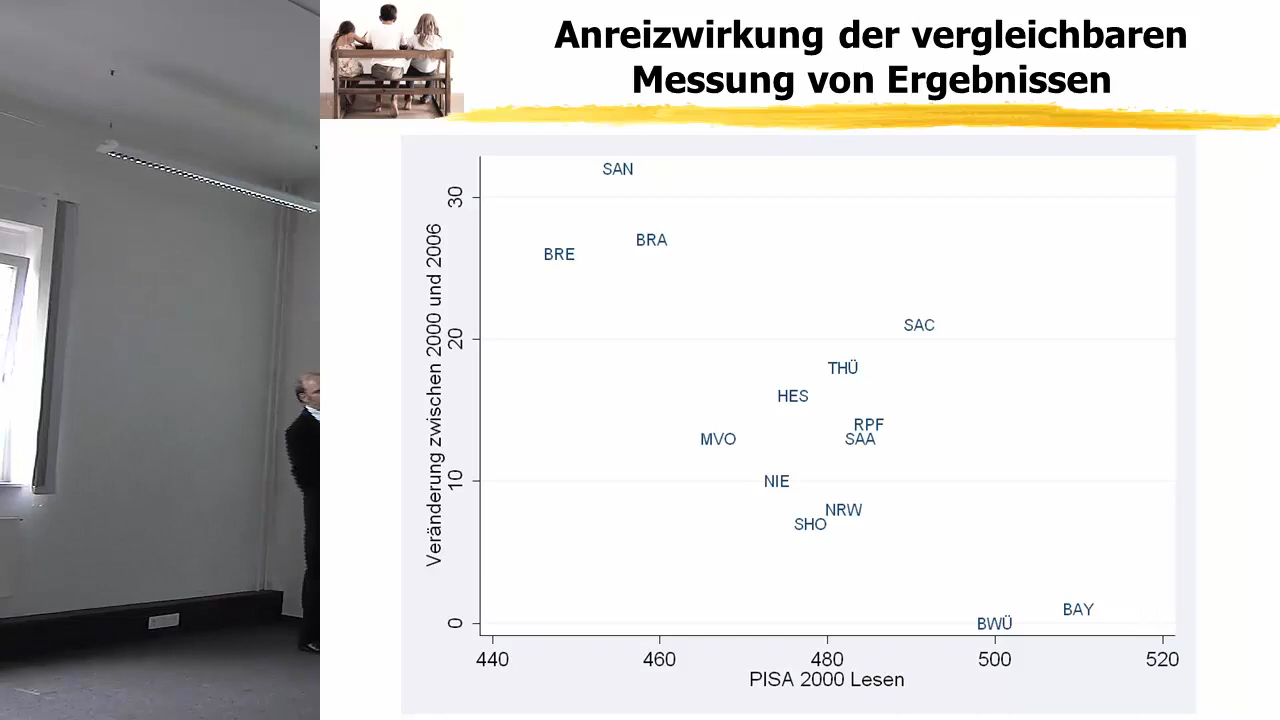 Anreizwirkung der vergleichbaren
Messung von Ergebnissen
Veränderung zwischen 2000 und 2006
30
20
10
0
SAN
BRA
BRE
SAC
THÜ
HES
RPF
MVO
SAA
NIE
NRW
SHO
BAY
BWÜ
440 460 480 500 520
PISA 2000 Lesen